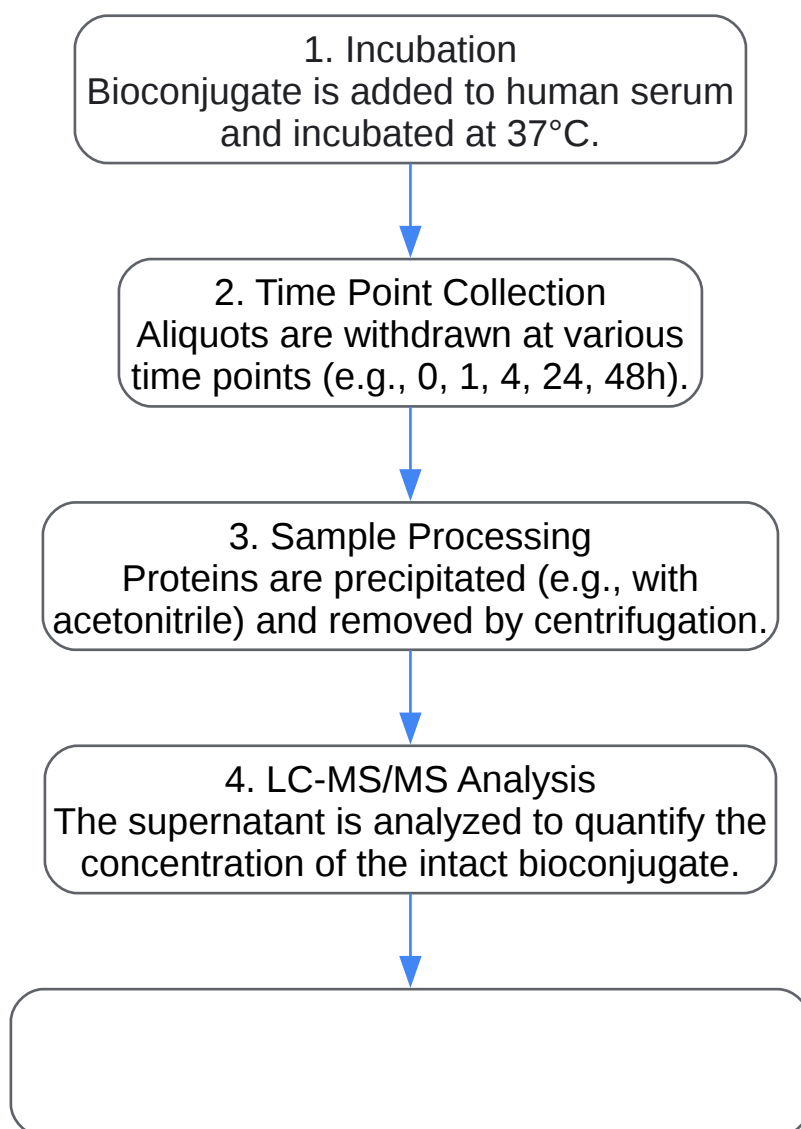 1. Incubation
Bioconjugate is added to human serum
and incubated at 37°C.
2. Time Point Collection
Aliquots are withdrawn at various
time points (e.g., 0, 1, 4, 24, 48h).
3. Sample Processing
Proteins are precipitated (e.g., with
acetonitrile) and removed by centrifugation.
4. LC-MS/MS Analysis
The supernatant is analyzed to quantify the
concentration of the intact bioconjugate.